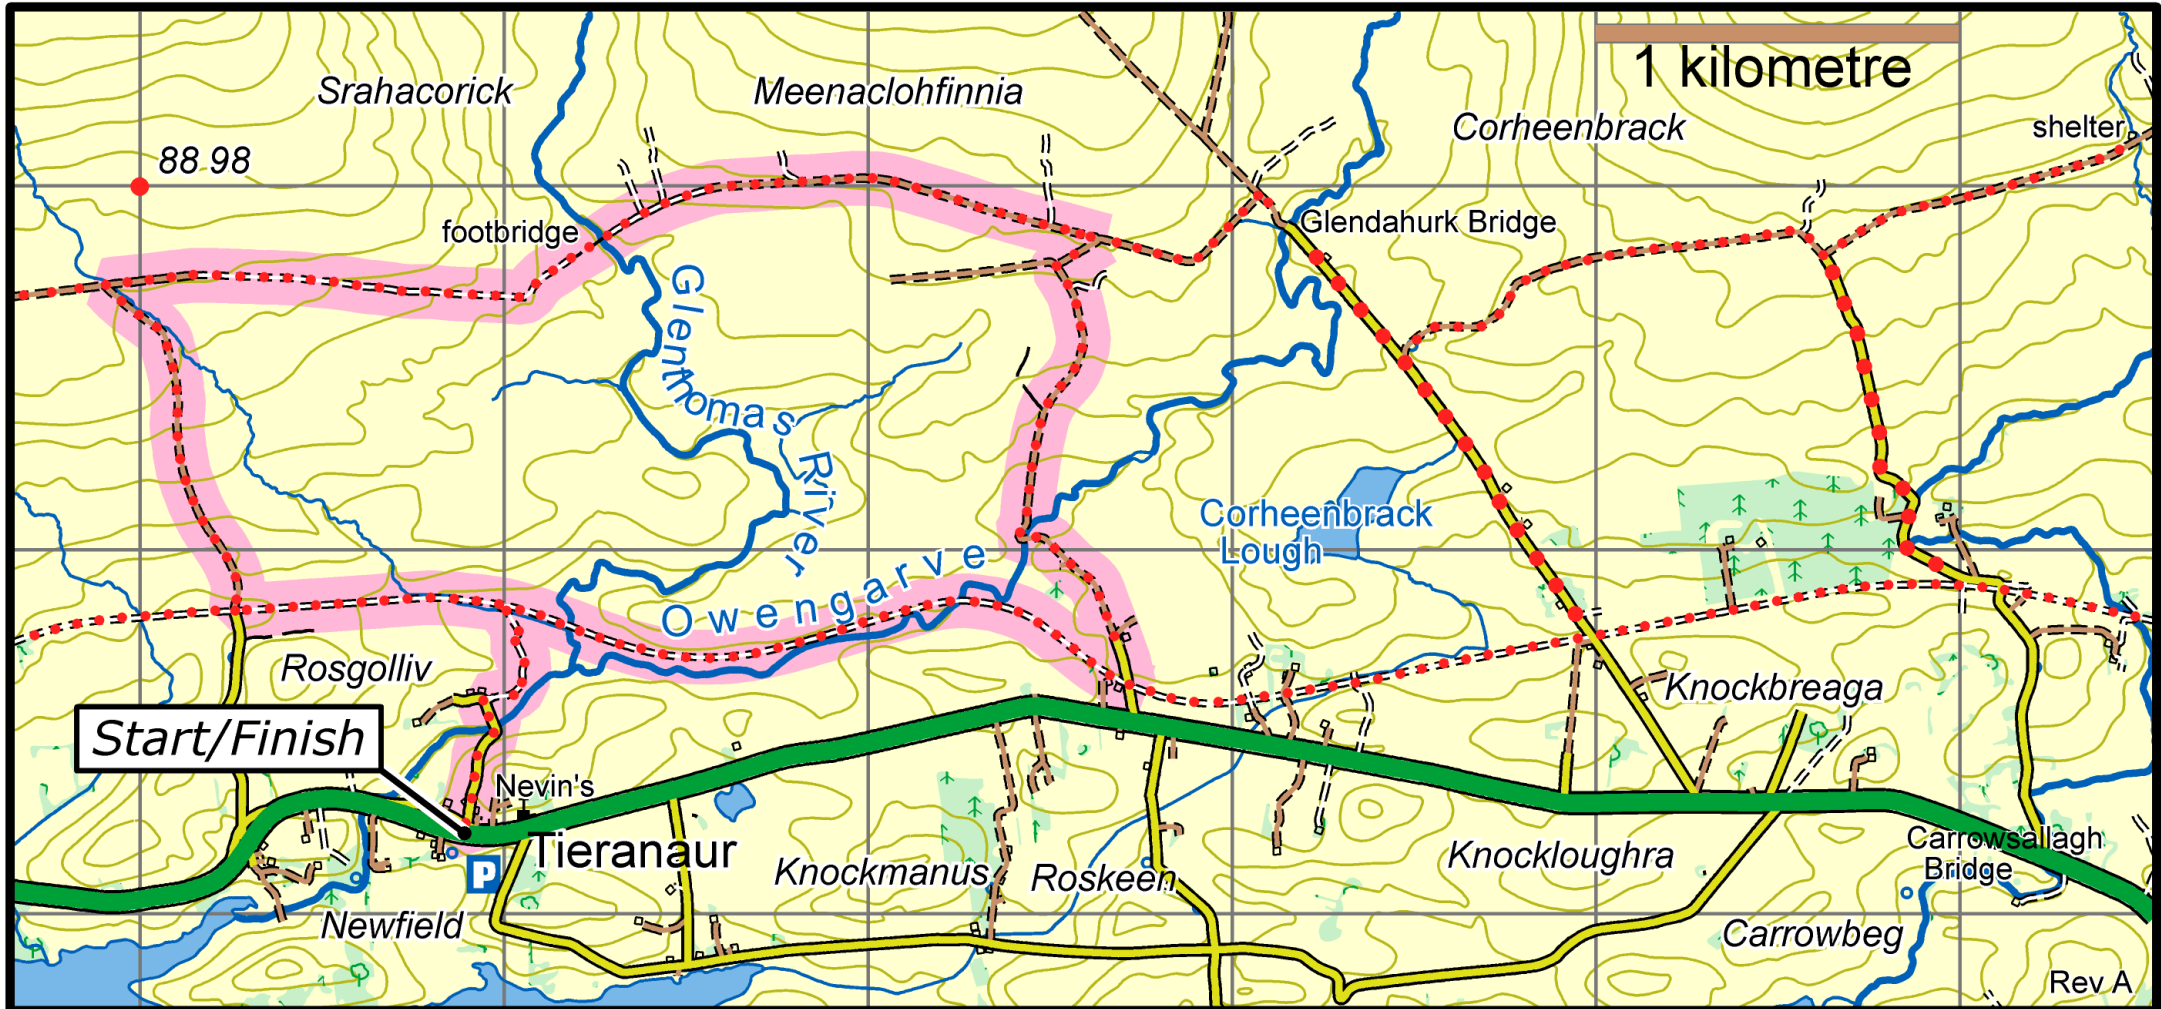 1 kilometre
Srahacorick
Meenaclohfinnia
Corheenbrack
shelter
88 98
footbridge
Glendahurk Bridge
Glenthomas River
Corheenbrack
Lough
Owengarve
Rosgolliv
Knockbreaga
Start/Finish
Nevin's
Tieranaur
P
Knockmanus
Roskeen
Knockloughra
Carrowsallagh
Bridge
Newfield
Carrowbeg
Rev A